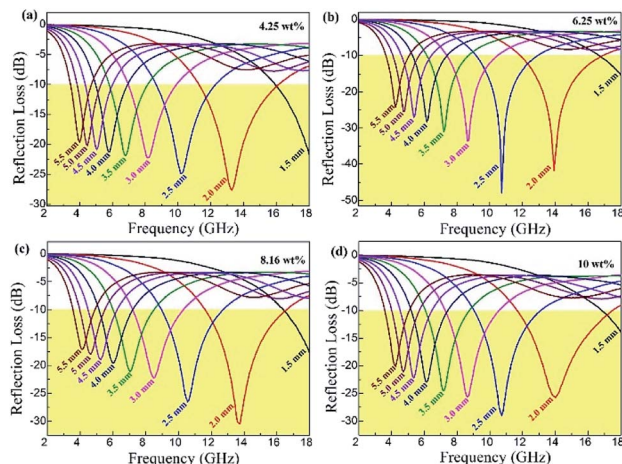 (a)
4.25 wt%
Reflection Loss (dB)
0
-5
-10
-15
-20
-25
-30
5.5 mm
5.0 mm
4.5 mm
4.0 mm
3.5 mm
3.0 mm
2.5 mm
2.0 mm
1.5 mm
2 4 6 8 10 12 14 16 18
Frequency (GHz)
(b)
6.25 wt%
Reflection Loss (dB)
0
-10
-20
-30
-40
-50
5.5 mm
5.0 mm
4.5 mm
4.0 mm
3.5 mm
3.0 mm
2.5 mm
2.0 mm
1.5 mm
2 4 6 8 10 12 14 16 18
Frequency (GHz)
(c)
8.16 wt%
Reflection Loss (dB)
0
-5
-10
-15
-20
-25
-30
5.5 mm
5 mm
4.5 mm
4.0 mm
3.5 mm
3.0 mm
2.5 mm
2.0 mm
1.5 mm
2 4 6 8 10 12 14 16 18
Frequency (GHz)
(d)
10 wt%
Reflection Loss (dB)
0
-5
-10
-15
-20
-25
-30
5.5 mm
5.0 mm
4.5 mm
4.0 mm
3.5 mm
3.0 mm
2.5 mm
2.0 mm
1.5 mm
2 4 6 8 10 12 14 16 18
Frequency (GHz)